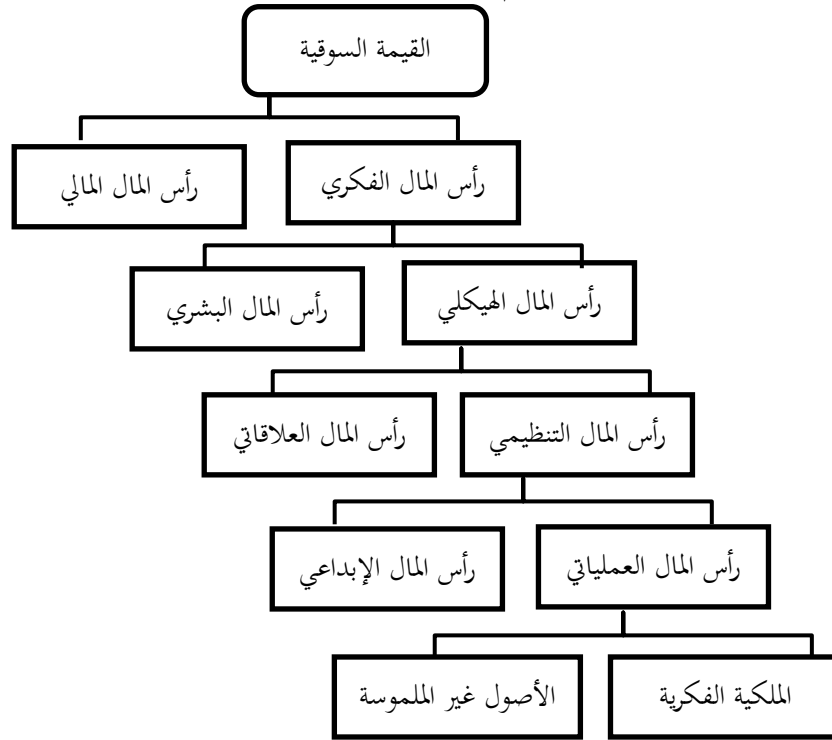 القيمة السوقية
رأس المال الفكري
رأس المال المالي
رأس المال الهيكلي
رأس المال البشري
رأس المال التنظيمي
رأس المال العلاقاتي
رأس المال العملياتي
رأس المال الإبداعي
الملكية الفكرية
الأصول غير الملموسة